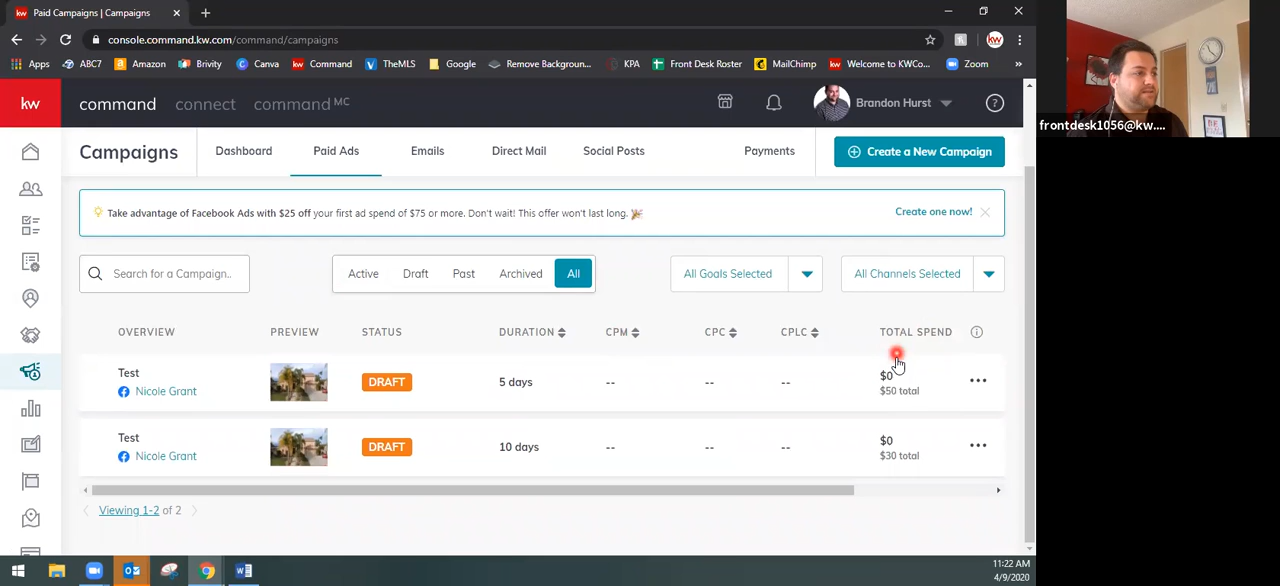 kw Paid Campaigns | Campaigns
console.command.kw.com/command/campaigns
kw
Apps ABC7 Amazon Brivity Canva Command TheMLS Google Remove Backgroun... KPA Front Desk Roster MailChimp Welcome to KWCo... Zoom
kw command connect command MC Brandon Hurst
Campaigns Dashboard Paid Ads Emails Direct Mail Social Posts Payments Create a New Campaign
Take advantage of Facebook Ads with $25 off your first ad spend of $75 or more. Don't wait! This offer won't last long. Create one now!
Search for a Campaign.. Active Draft Past Archived All All Goals Selected All Channels Selected
OVERVIEW PREVIEW STATUS DURATION CPM CPC CPLC TOTAL SPEND
Test
Nicole Grant
DRAFT 5 days -- -- -- $0
$50 total
Test
Nicole Grant
DRAFT 10 days -- -- -- $0
$30 total
Viewing 1-2 of 2
11:22 AM
4/9/2020
frontdesk1056@kw....